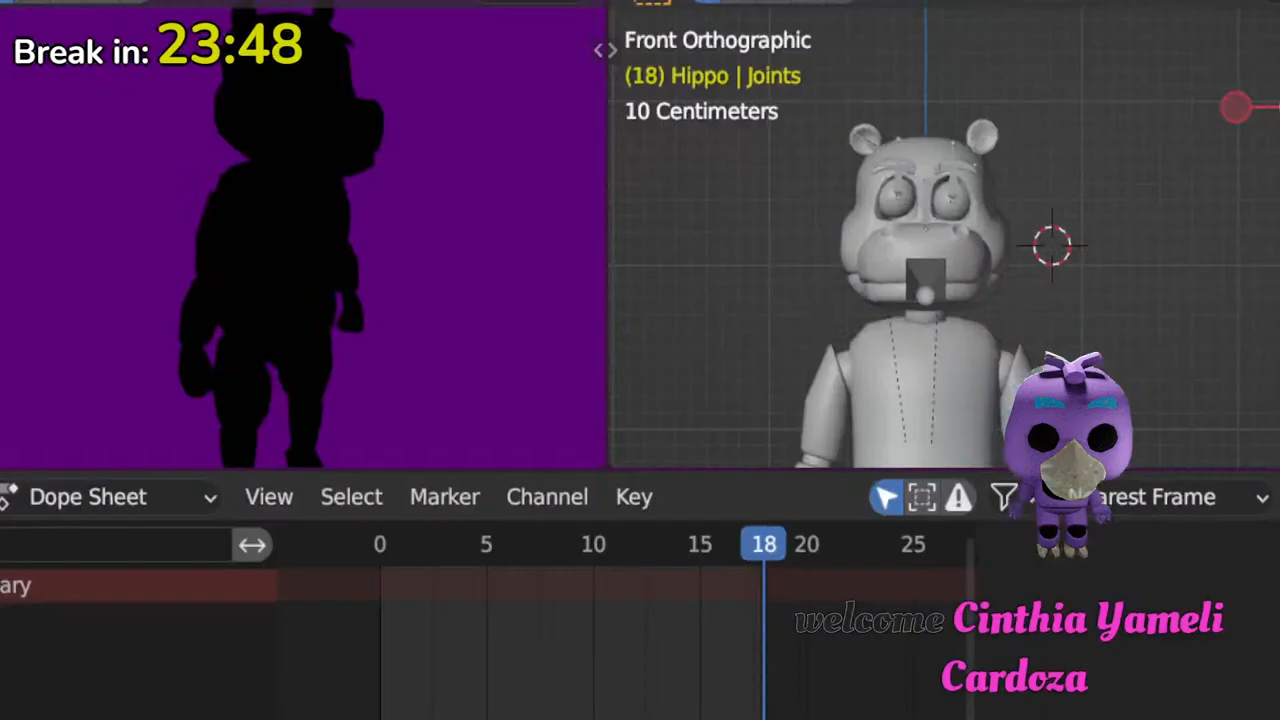 Break in: 23:48
Front Orthographic
(18) Hippo | Joints
10 Centimeters
Dope Sheet View Select Marker Channel Key Nearest Frame
0 5 10 15 18 20 25
ary
welcome Cinthia Yameli
Cardoza